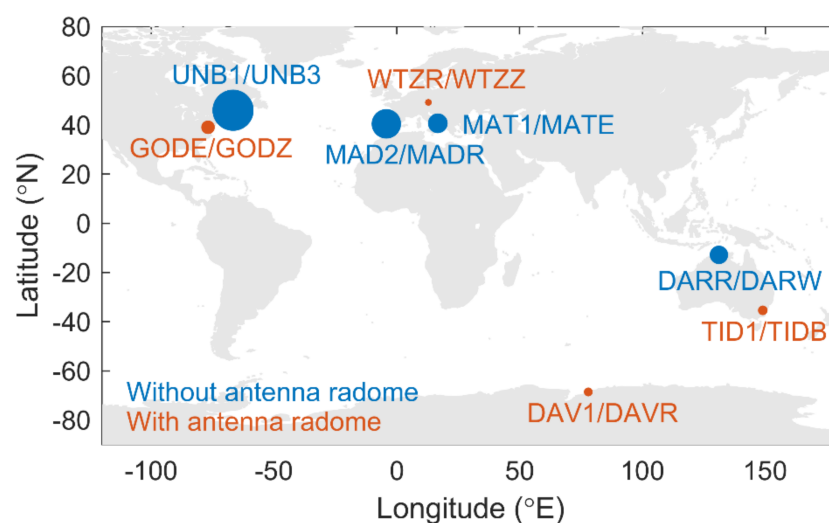 80
60
40
20
0
-20
-40
-60
-80
Latitude (°N)
UNB1/UNB3
WTZR/WTZZ
MAT1/MATE
GODE/GODZ
MAD2/MADR
DARR/DARW
TID1/TIDB
Without antenna radome
With antenna radome
DAV1/DAVR
-100 -50 0 50 100 150
Longitude (°E)